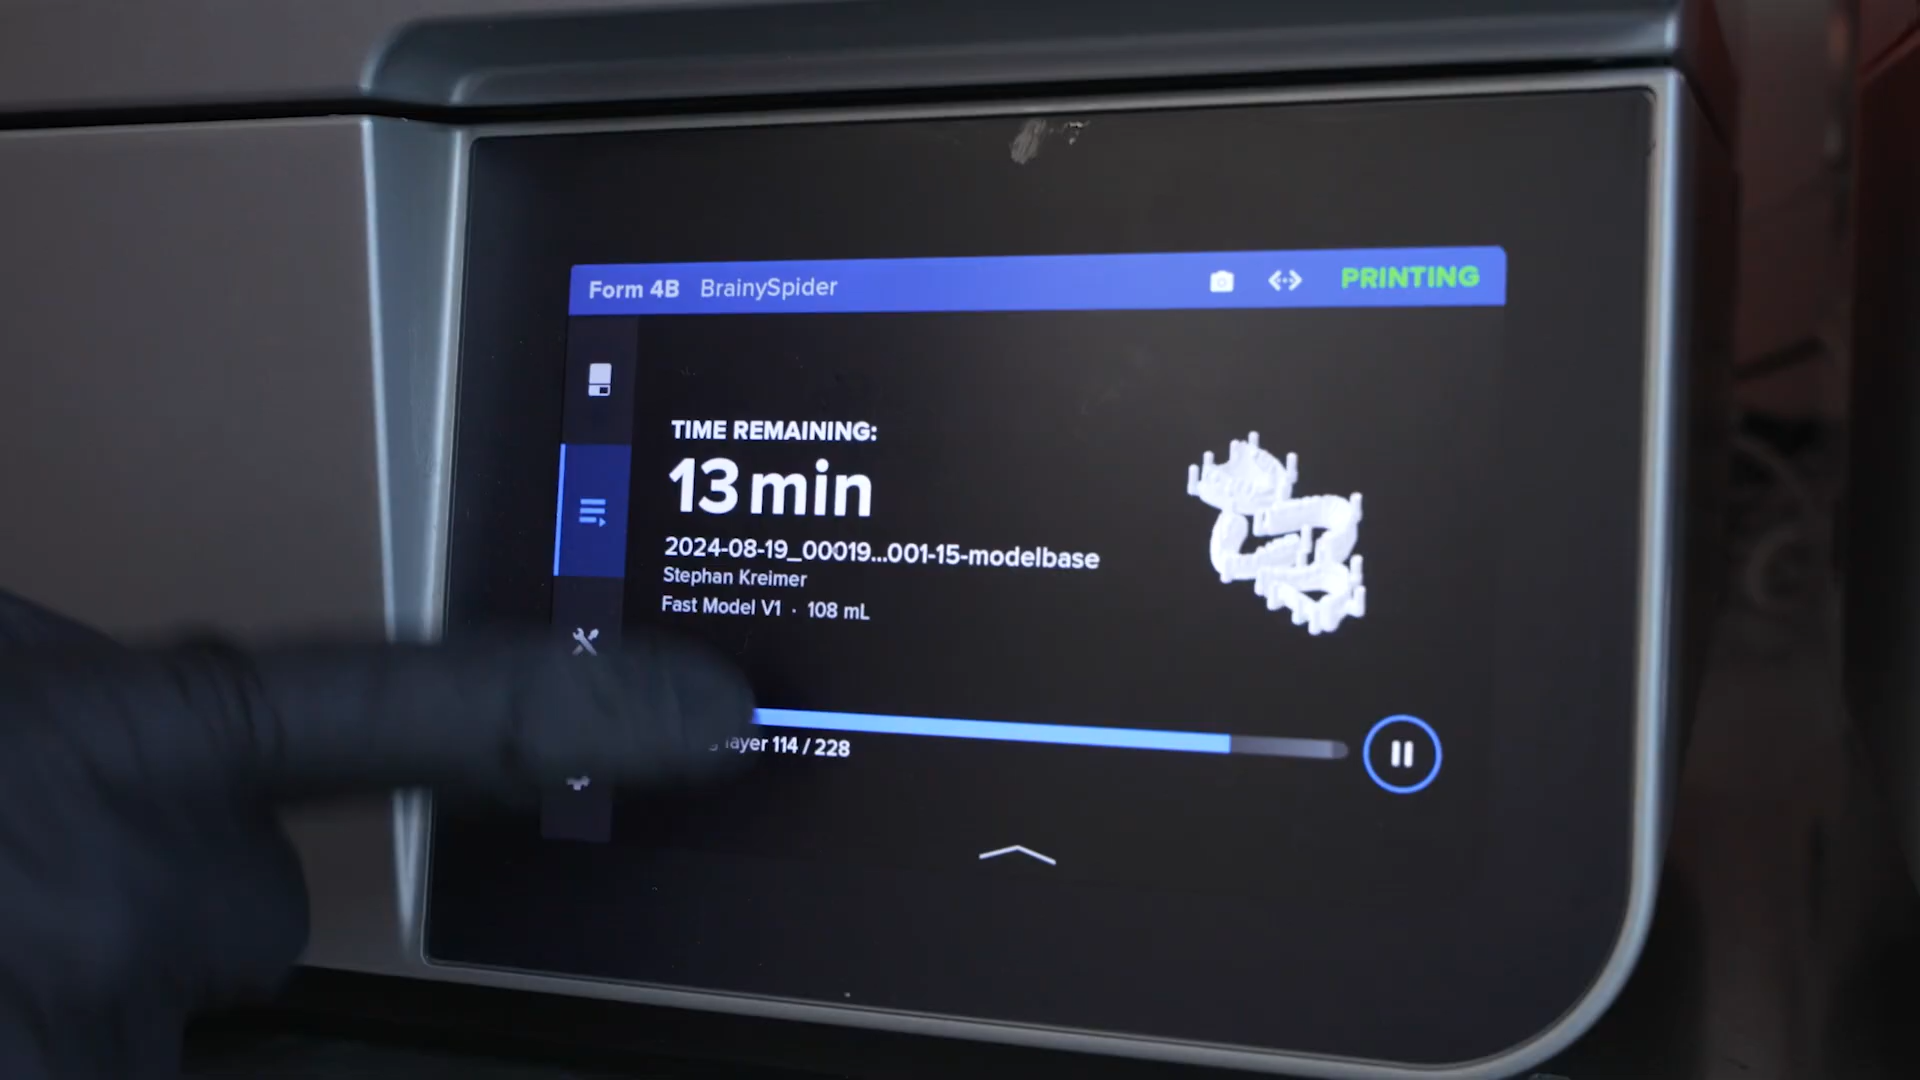 Form 4B BrainySpider PRINTING
TIME REMAINING:
13 min
2024-08-19_00019...001-15-modelbase
Stephan Kreimer
Fast Model V1 · 108 mL
layer 114 / 228